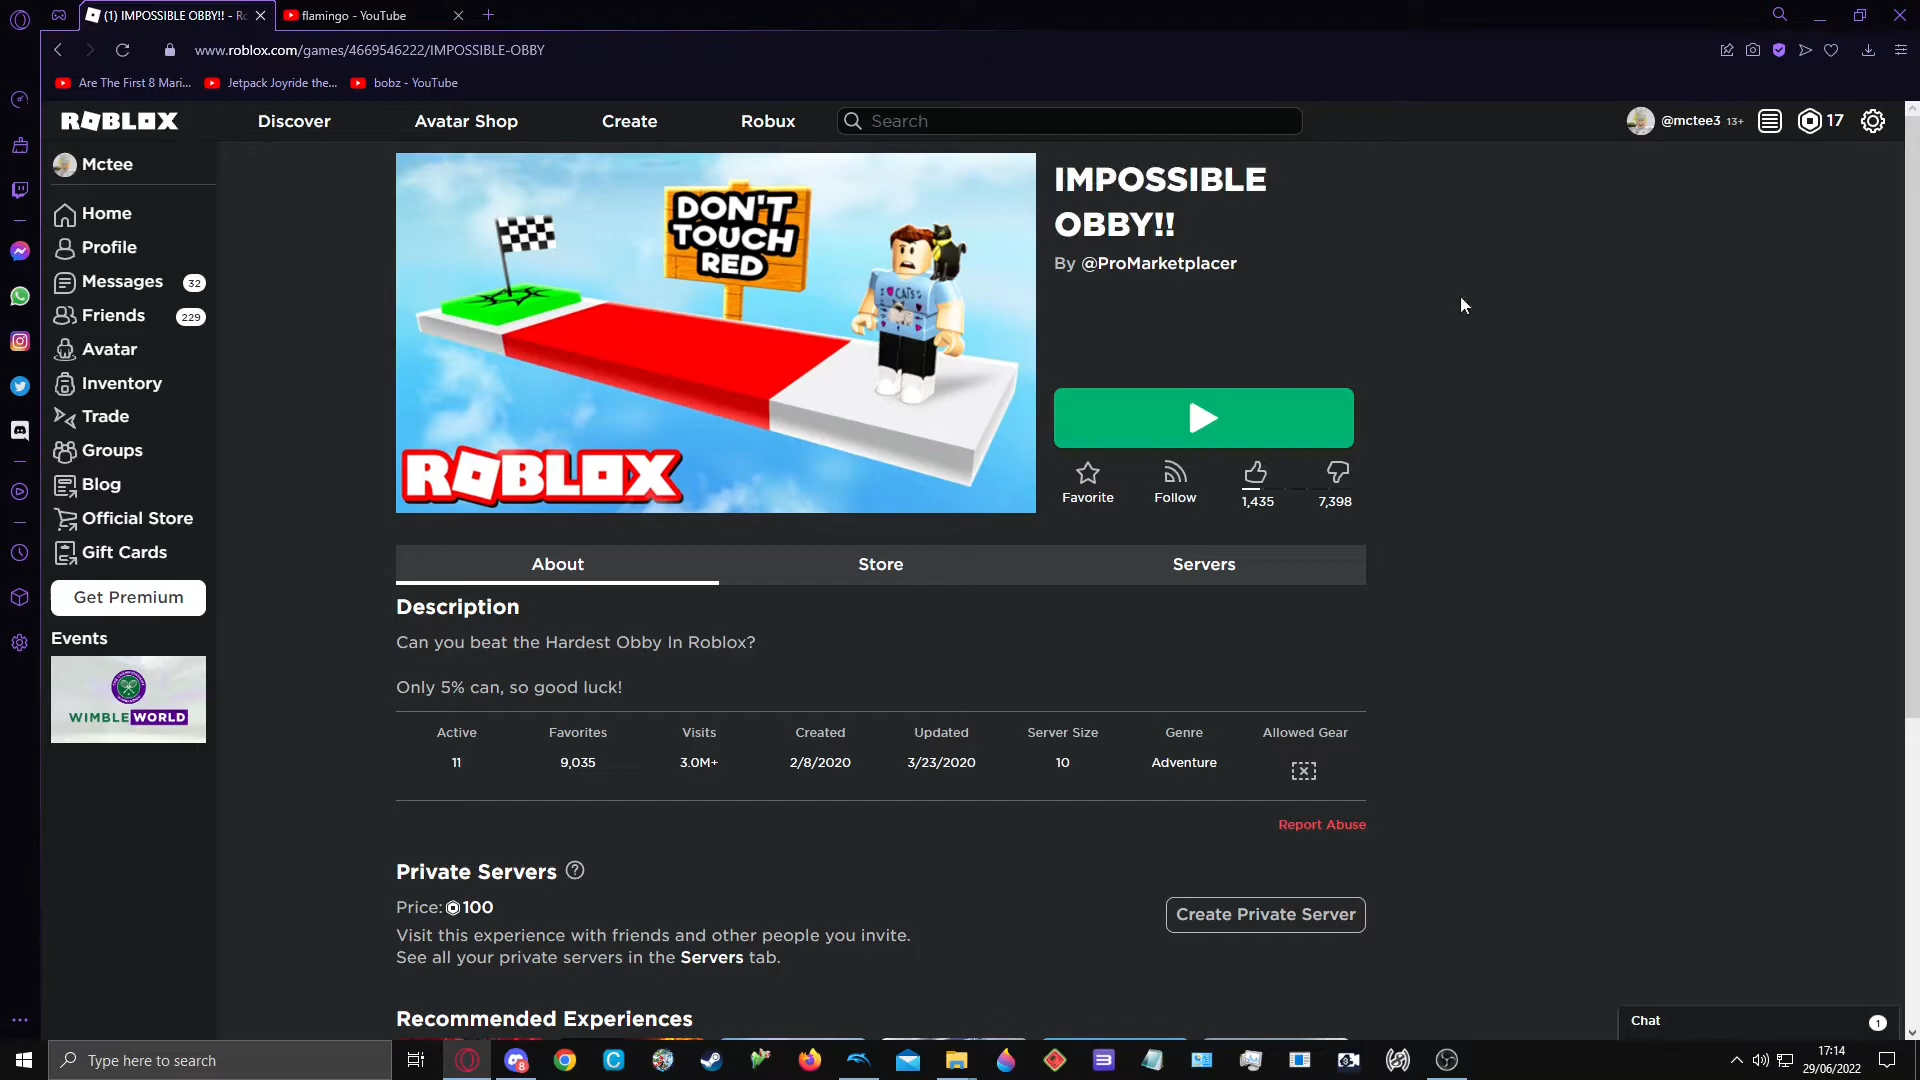 (1) IMPOSSIBLE OBBY!! - Ro
flamingo - YouTube
www.roblox.com/games/4669546222/IMPOSSIBLE-OBBY
Are The First 8 Mari...
Jetpack Joyride the...
bobz - YouTube
ROBLOX
Discover
Avatar Shop
Create
Robux
Search
@mctee3 13+
17
Mctee
Home
Profile
Messages 32
Friends 229
Avatar
Inventory
Trade
Groups
Blog
Official Store
Gift Cards
Get Premium
Events
WIMBLEWORLD
DON'T
TOUCH
RED
I CATS
ROBLOX
IMPOSSIBLE
OBBY!!
By @ProMarketplacer
Favorite
Follow
1,435
7,398
About
Store
Servers
Description
Can you beat the Hardest Obby In Roblox?
Only 5% can, so good luck!
Active Favorites Visits Created Updated Server Size Genre Allowed Gear
11 9,035 3.0M+ 2/8/2020 3/23/2020 10 Adventure
Report Abuse
Private Servers
Price: 100
Create Private Server
Visit this experience with friends and other people you invite.
See all your private servers in the Servers tab.
Recommended Experiences
Chat
1
Type here to search
17:14
29/06/2022